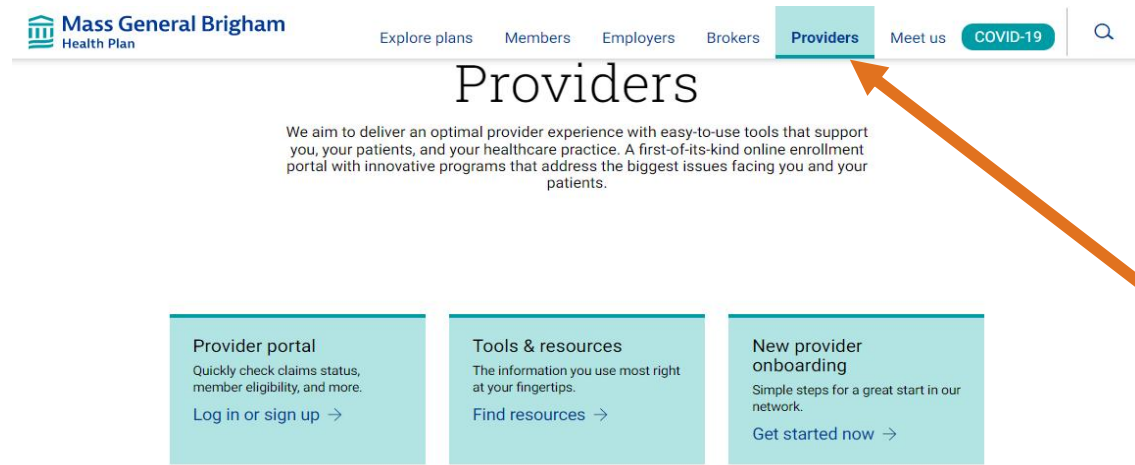 Mass General Brigham
Health Plan
Explore plans Members Employers Brokers Providers Meet us COVID-19
Providers
We aim to deliver an optimal provider experience with easy-to-use tools that support
you, your patients, and your healthcare practice. A first-of-its-kind online enrollment
portal with innovative programs that address the biggest issues facing you and your
patients.
Provider portal
Quickly check claims status,
member eligibility, and more.
Log in or sign up →
Tools & resources
The information you use most right
at your fingertips.
Find resources →
New provider
onboarding
Simple steps for a great start in our
network.
Get started now →